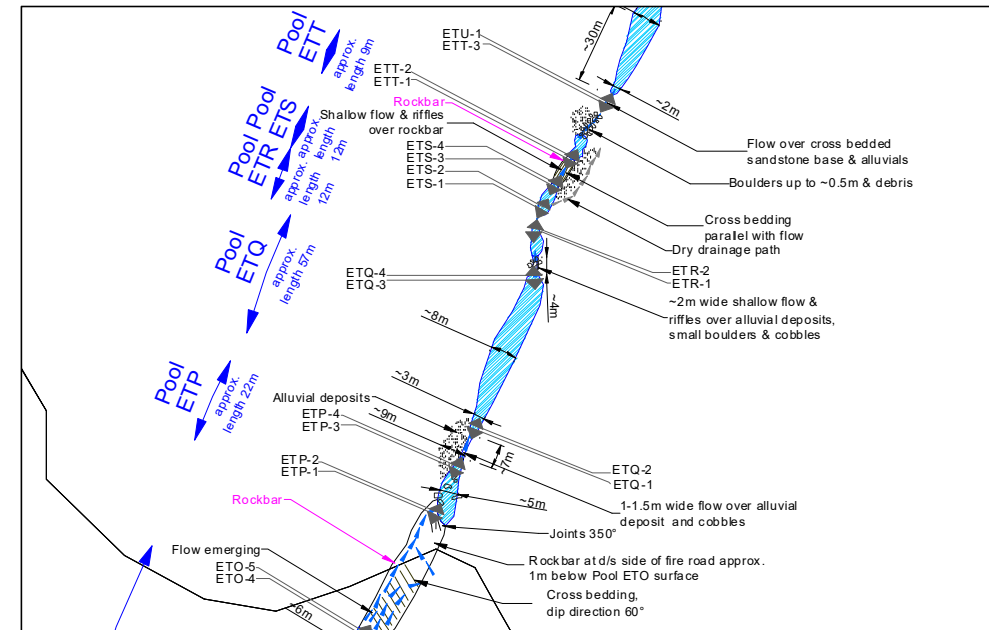 Pool
ETT
approx.
length 9m
Pool
ETS
approx.
length
12m
Pool
ETR
approx.
length
12m
Pool
ETQ
approx.
length 57m
Pool
ETP
approx.
length 22m
ETU-1
ETT-3
~30m
ETT-2
ETT-1
Rockbar
~2m
Shallow flow & riffles
over rockbar
ETS-4
ETS-3
ETS-2
ETS-1
Flow over cross bedded
sandstone base & alluvials
Boulders up to ~0.5m & debris
Cross bedding
parallel with flow
Dry drainage path
ETR-2
ETR-1
ETQ-4
ETQ-3
~4m
~2m wide shallow flow &
riffles over alluvial deposits,
small boulders & cobbles
~8m
~3m
Alluvial deposits
~9m
ETP-4
ETP-3
~7m
ETQ-2
ETQ-1
ETP-2
ETP-1
1-1.5m wide flow over alluvial
deposit and cobbles
~5m
Rockbar
Joints 350°
Flow emerging
ETO-5
ETO-4
Rockbar at d/s side of fire road approx.
1m below Pool ETO surface
Cross bedding,
dip direction 60°
~6m